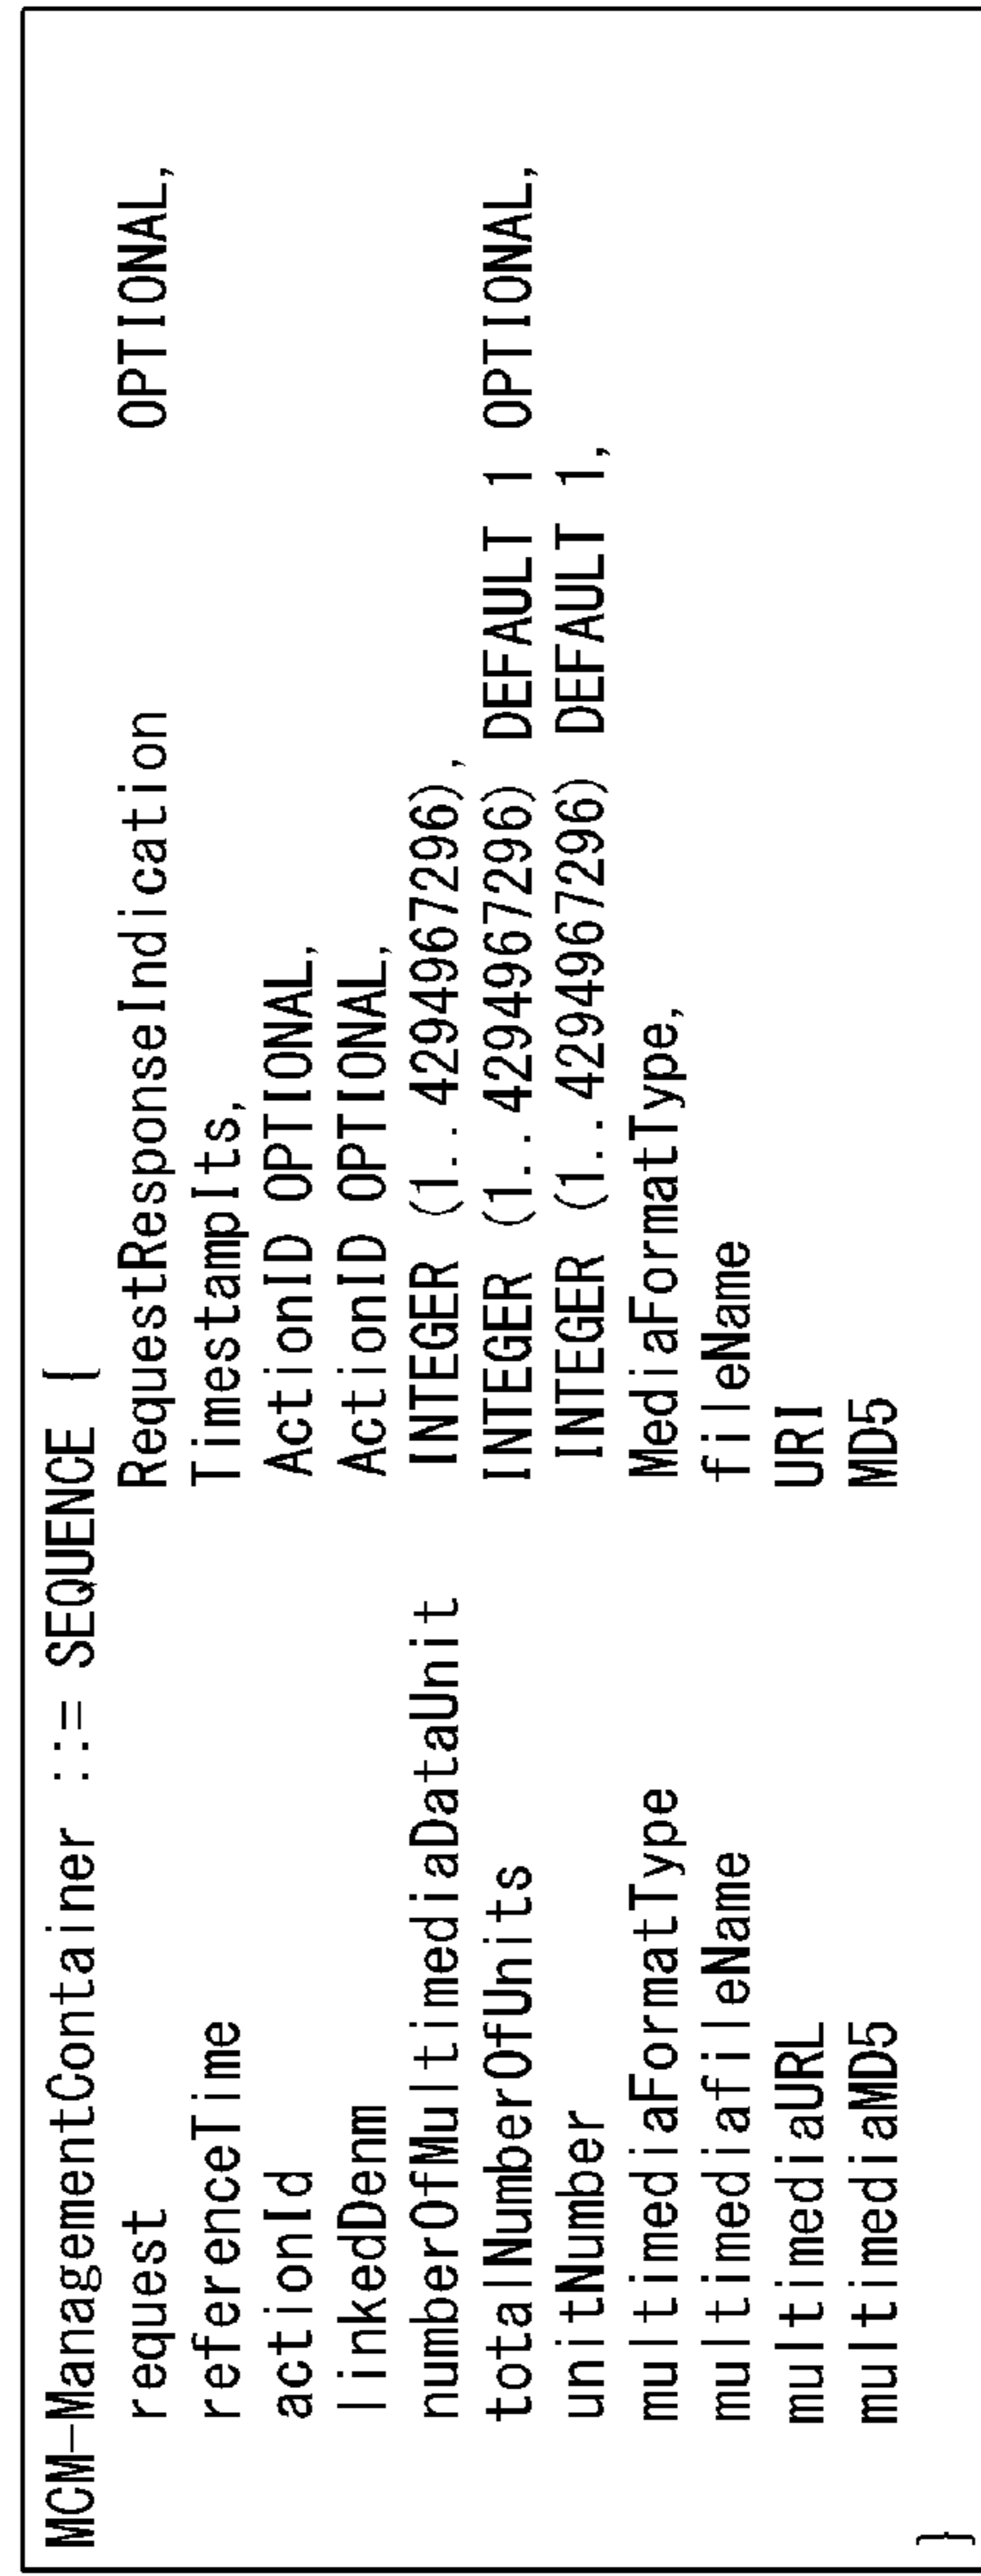 MCM-ManagementContainer ::= SEQUENCE {
request RequestResponseIndication OPTIONAL,
referenceTime TimestampIts,
actionId ActionID OPTIONAL,
linkedDenm ActionID OPTIONAL,
numberOfMultimediaDataUnit INTEGER (1..4294967296),
totalNumberOfUnits INTEGER (1..4294967296) DEFAULT 1 OPTIONAL,
unitNumber INTEGER (1..4294967296) DEFAULT 1,
multimediaFormatType MediaFormatType,
multimediafileName fileName
multimediaURL URI
multimediaMD5 MD5
}